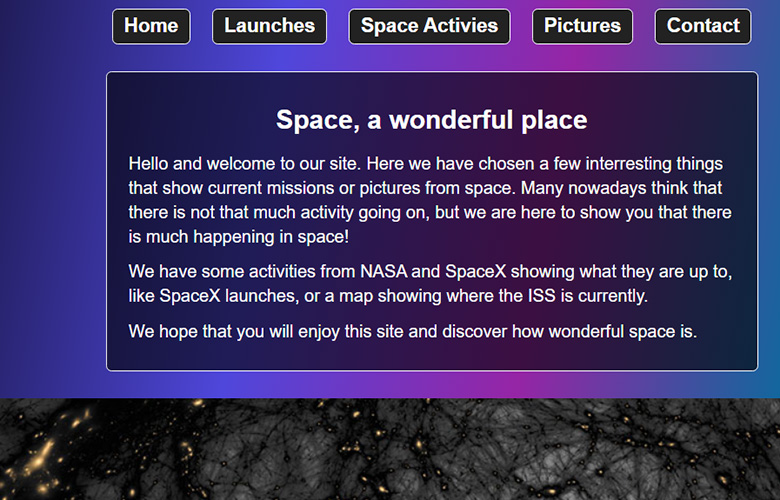 Home Launches Space Activies Pictures Contact
Space, a wonderful place
Hello and welcome to our site. Here we have chosen a few interresting things
that show current missions or pictures from space. Many nowadays think that
there is not that much activity going on, but we are here to show you that there
is much happening in space!
We have some activities from NASA and SpaceX showing what they are up to,
like SpaceX launches, or a map showing where the ISS is currently.
We hope that you will enjoy this site and discover how wonderful space is.